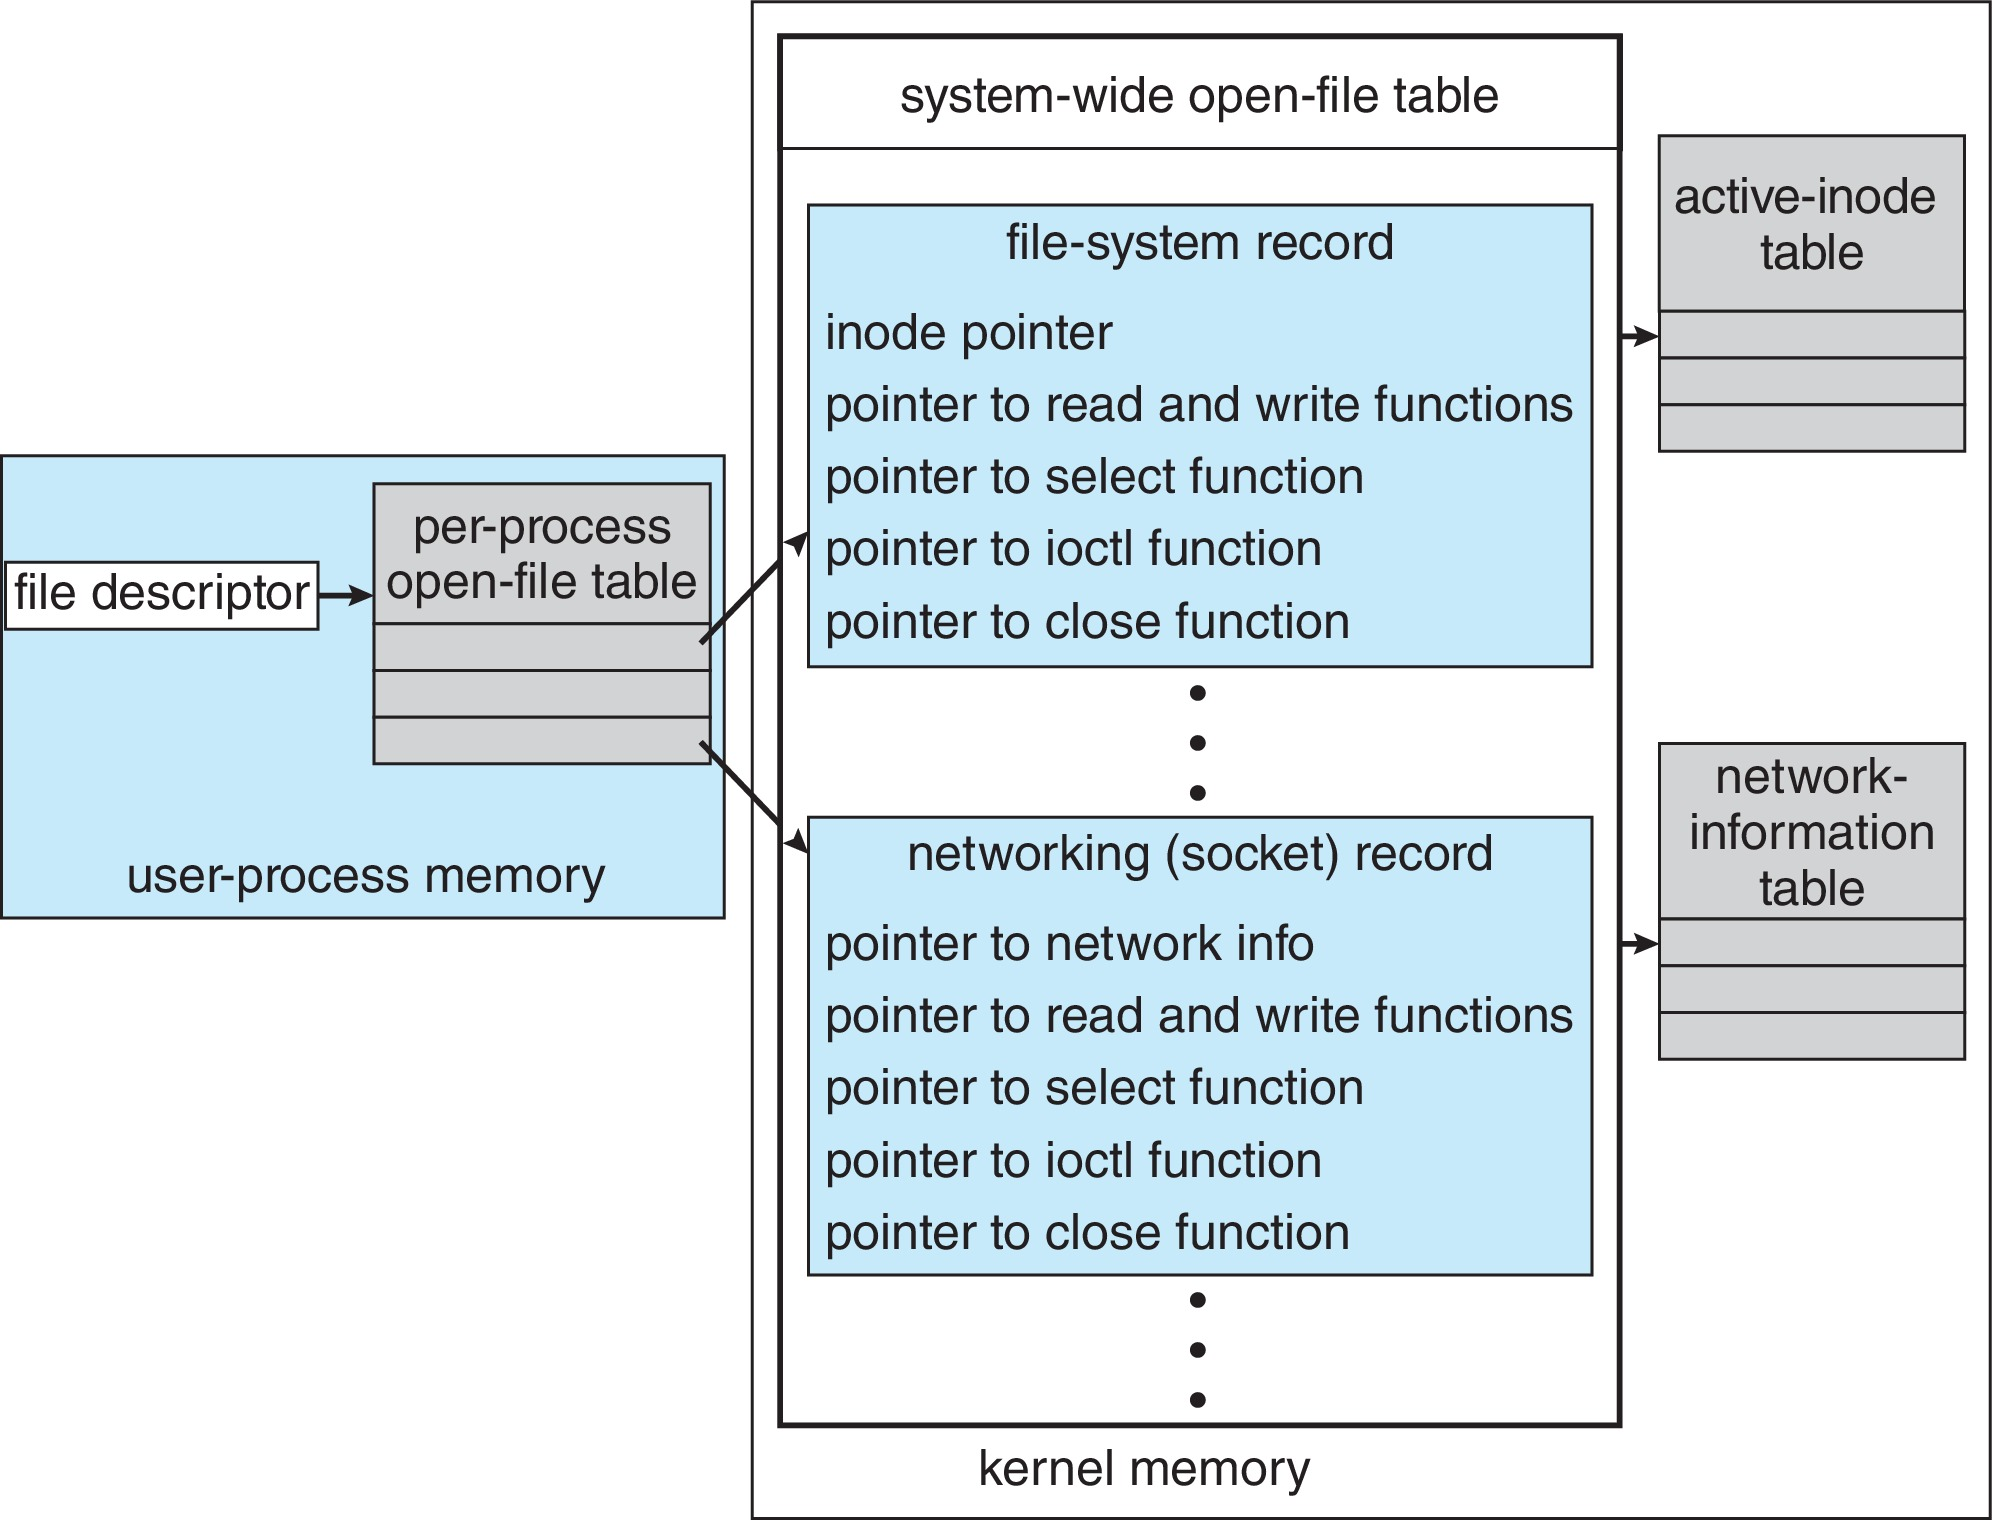 system-wide open-file table
file-system record
inode pointer
pointer to read and write functions
pointer to select function
pointer to ioctl function
pointer to close function
active-inode
table
per-process
open-file table
file descriptor
user-process memory
networking (socket) record
pointer to network info
pointer to read and write functions
pointer to select function
pointer to ioctl function
pointer to close function
network-
information
table
kernel memory